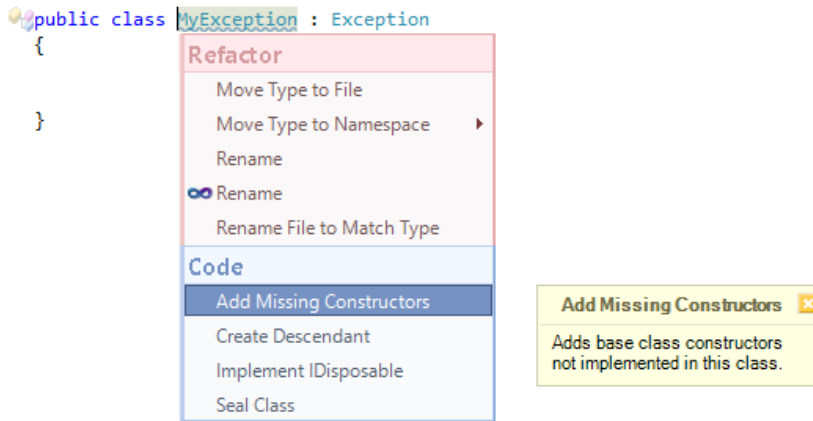 public class MyException : Exception
{
Refactor
Move Type to File
Move Type to Namespace
}
Rename
Rename
Rename File to Match Type
Code
Add Missing Constructors
Create Descendant
Implement IDisposable
Seal Class
Add Missing Constructors
Adds base class constructors
not implemented in this class.